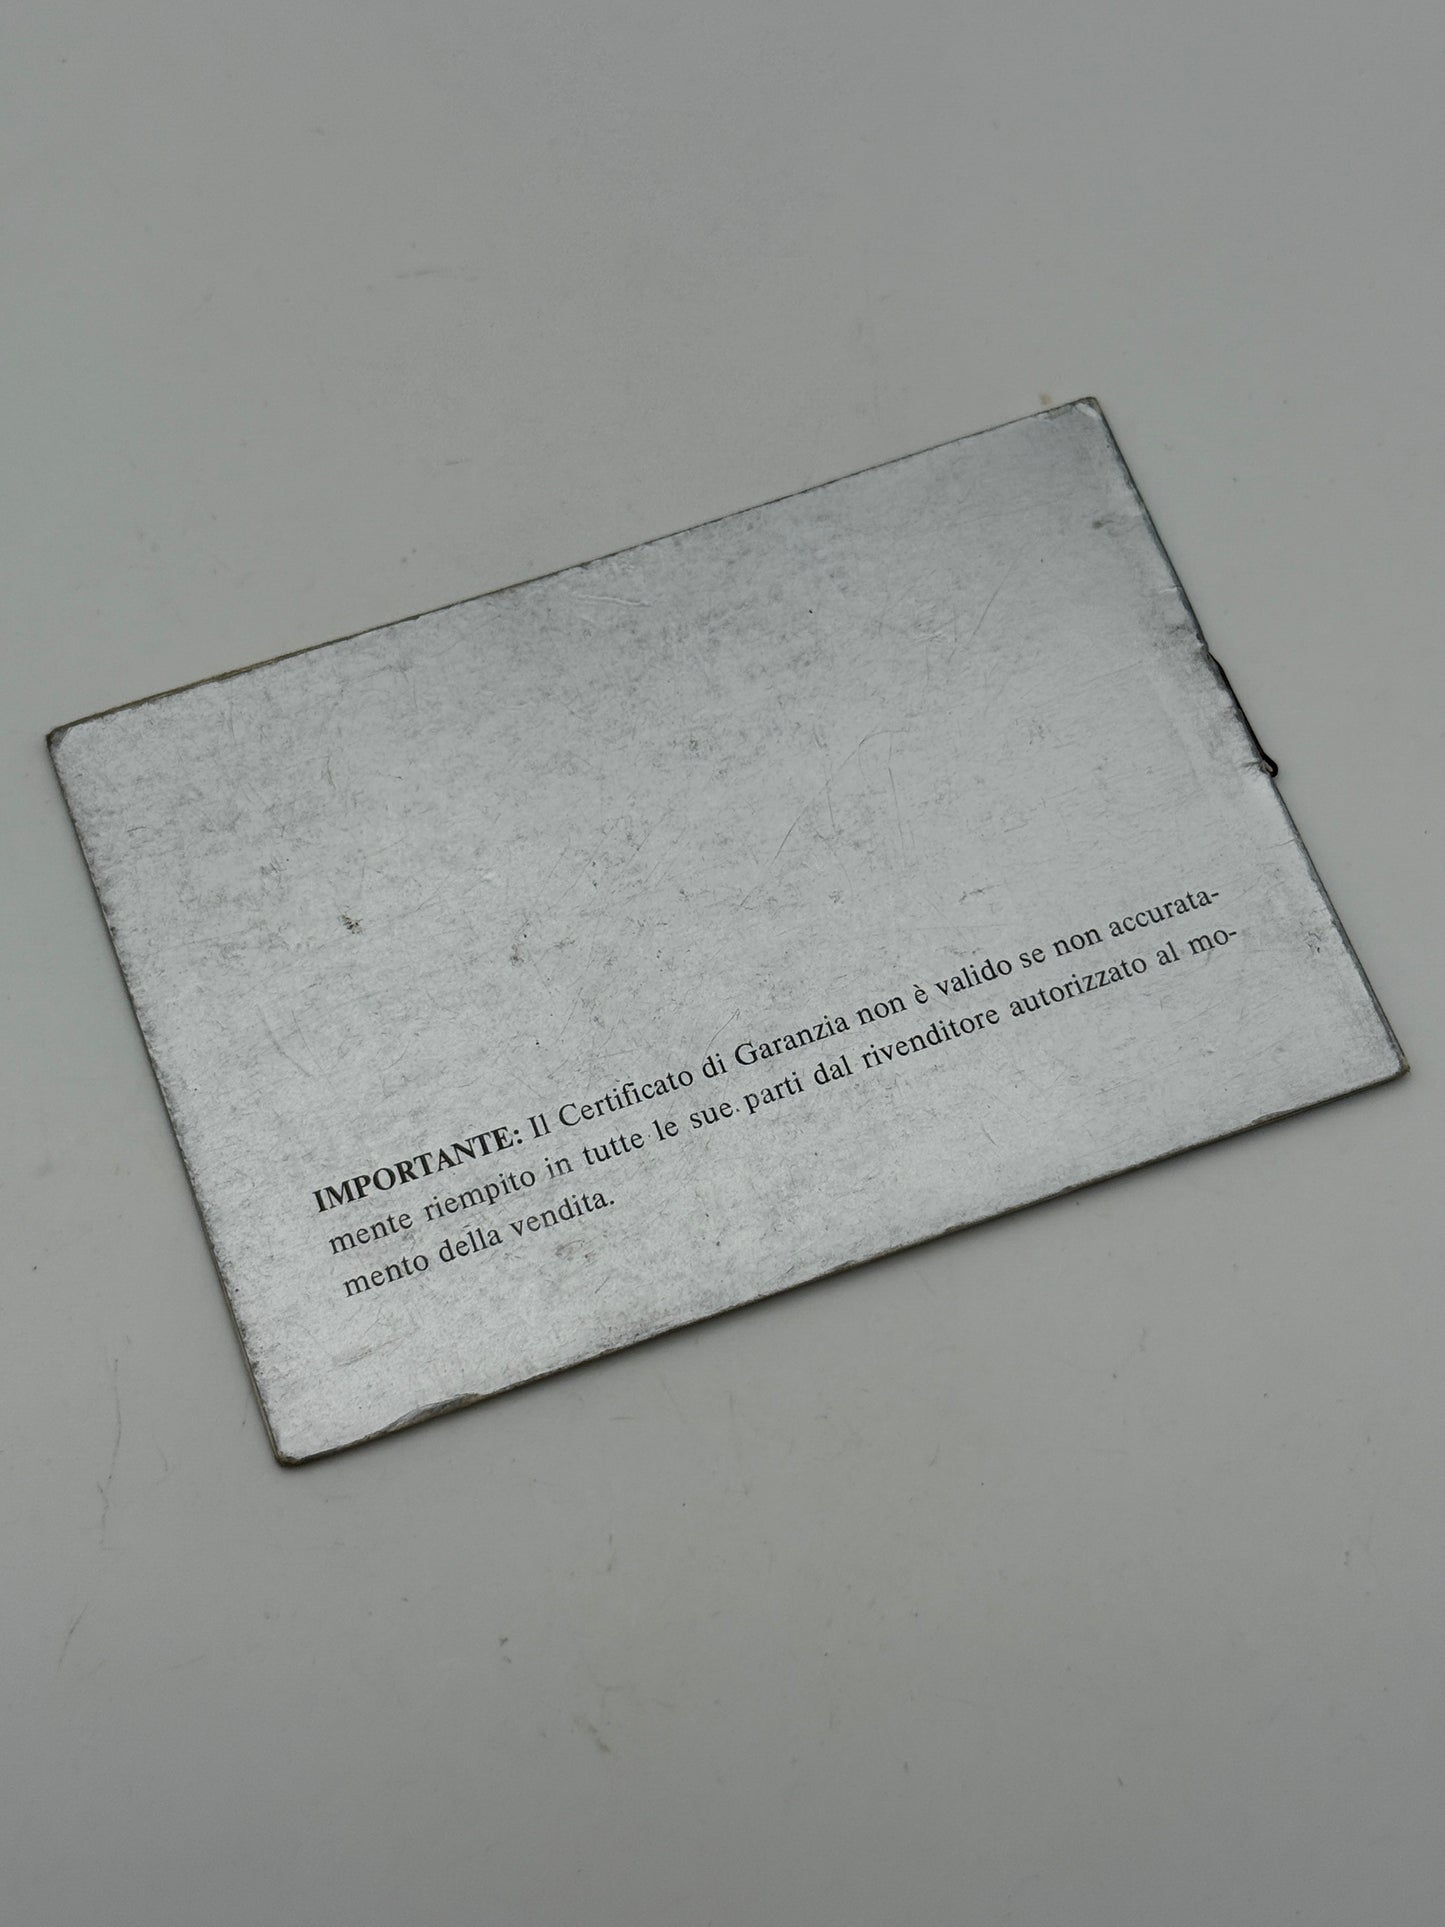 IMPORTANTE: Il Certificato di Garanzia non è valido se non accurata-
mente riempito in tutte le sue parti dal rivenditore autorizzato al mo-
mento della vendita.